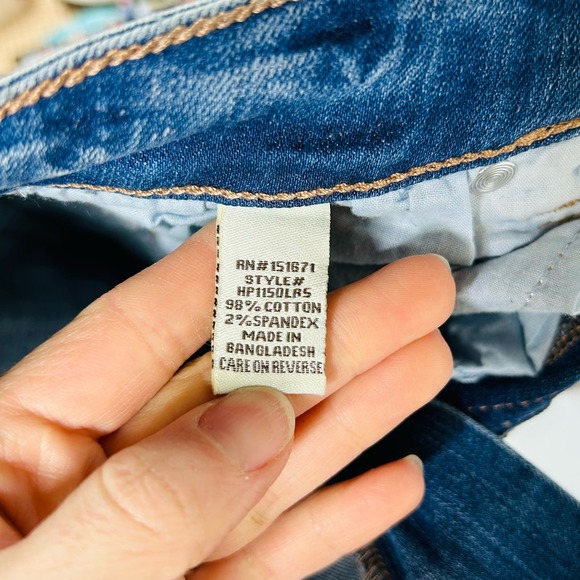 RN#151671
STYLE#
HP1150LRS
98% COTTON
2% SPANDEX
MADE IN
BANGLADESH
CARE ON REVERSE